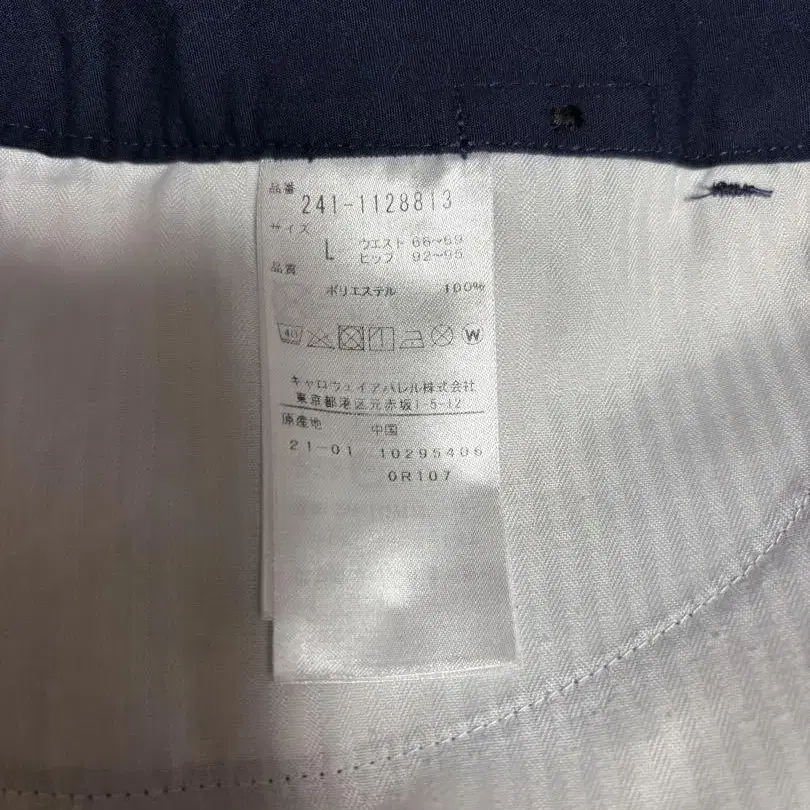 品番
241-1128813
サイズ
L ウエスト 66~69
ヒップ 92~95
品質
ポリエステル 100%
40
W
キャロウェイアパレル株式会社
東京都港区元赤坂1-5-12
原産地 中国
21-01 10295406
0R107